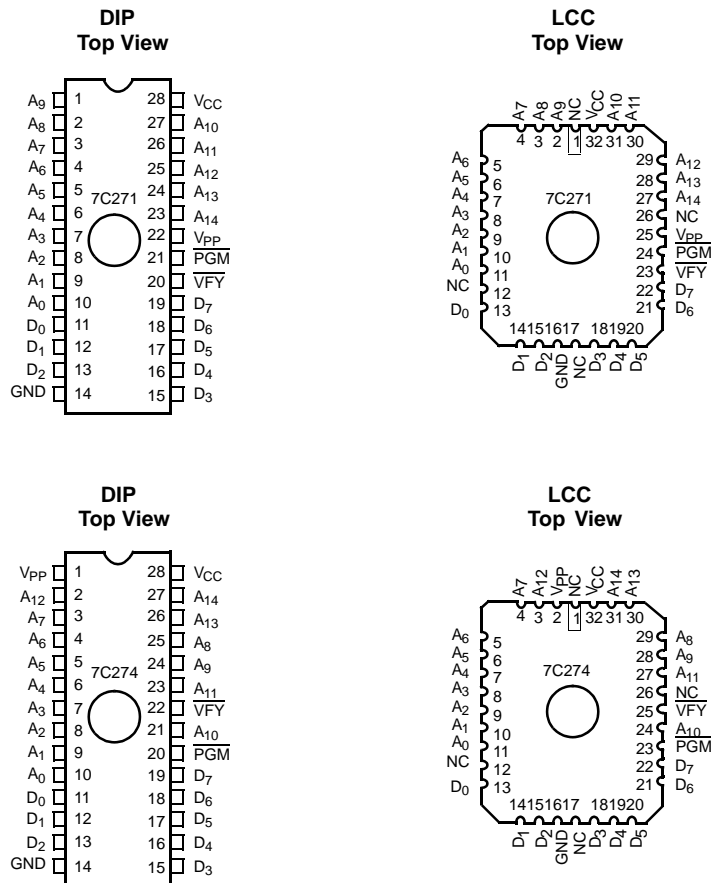 DIP
Top View
A9 1 28 VCC
A8 2 27 A10
A7 3 26 A11
A6 4 25 A12
A5 5 24 A13
7C271
A4 6 23 A14
A3 7 22 VPP
A2 8 21 PGM
A1 9 20 VFY
A0 10 19 D7
D0 11 18 D6
D1 12 17 D5
D2 13 16 D4
GND 14 15 D3
LCC
Top View
A7 A8 A9 NC VCC A10 A11
4 3 2 1 32 31 30
A6 5 29 A12
A5 6 28 A13
A4 7 27 A14
7C271
A3 8 26 NC
A2 9 25 VPP
A1 10 24 PGM
A0 11 23 VFY
NC 12 22 D7
D0 13 21 D6
14 15 16 17 18 19 20
D1 D2 GND NC D3 D4 D5
DIP
Top View
VPP 1 28 VCC
A12 2 27 A14
A7 3 26 A13
A6 4 25 A8
A5 5 24 A9
7C274
A4 6 23 A11
A3 7 22 VFY
A2 8 21 A10
A1 9 20 PGM
A0 10 19 D7
D0 11 18 D6
D1 12 17 D5
D2 13 16 D4
GND 14 15 D3
LCC
Top View
A7 A12 VPP NC VCC A14 A13
4 3 2 1 32 31 30
A6 5 29 A8
A5 6 28 A9
A4 7 27 A11
7C274
A3 8 26 NC
A2 9 25 VFY
A1 10 24 A10
A0 11 23 PGM
NC 12 22 D7
D0 13 21 D6
14 15 16 17 18 19 20
D1 D2 GND NC D3 D4 D5